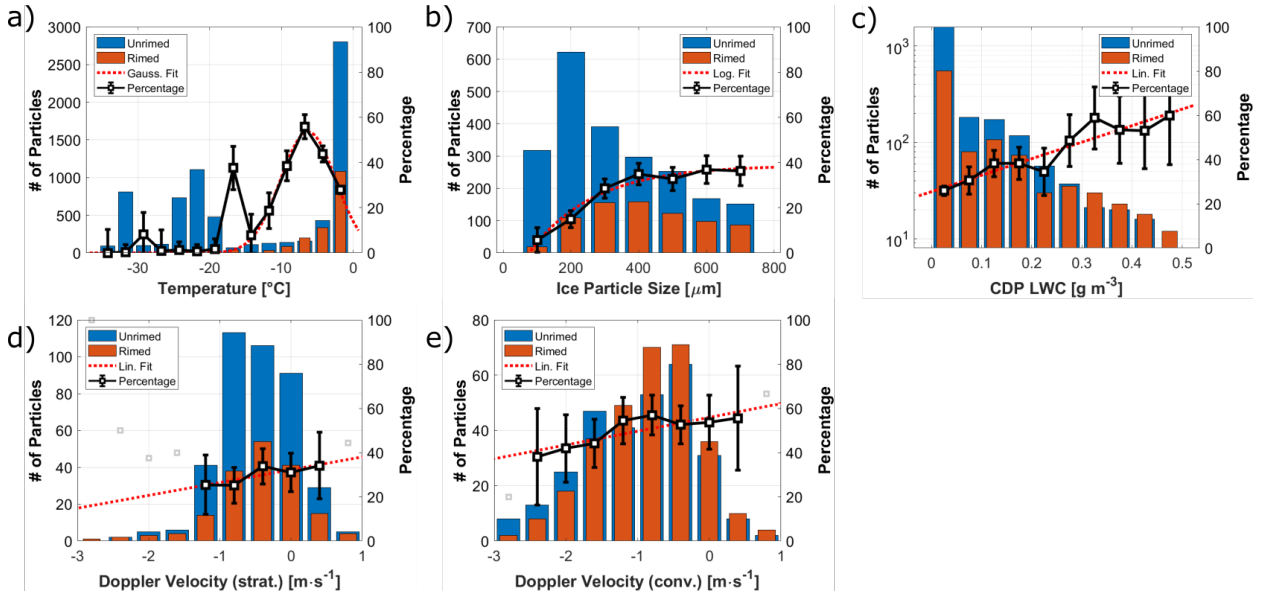 a)
3000
2500
2000
1500
1000
500
0
# of Particles
Unrimed
Rimed
Gauss. Fit
Percentage
100
80
60
40
20
0
Percentage
-30
-20
-10
0
Temperature [°C]
b)
700
600
500
400
300
200
100
0
# of Particles
Unrimed
Rimed
Log. Fit
Percentage
100
80
60
40
20
0
Percentage
0
200
400
600
800
Ice Particle Size [μm]
c)
10³
10²
10¹
# of Particles
Unrimed
Rimed
Lin. Fit
Percentage
100
80
60
40
20
0
Percentage
0
0.1
0.2
0.3
0.4
0.5
CDP LWC [g m⁻³]
d)
120
100
80
60
40
20
0
# of Particles
Unrimed
Rimed
Lin. Fit
Percentage
100
80
60
40
20
0
Percentage
-3
-2
-1
0
1
Doppler Velocity (strat.) [m·s⁻¹]
e)
80
60
40
20
0
# of Particles
Unrimed
Rimed
Lin. Fit
Percentage
100
80
60
40
20
0
Percentage
-3
-2
-1
0
1
Doppler Velocity (conv.) [m·s⁻¹]